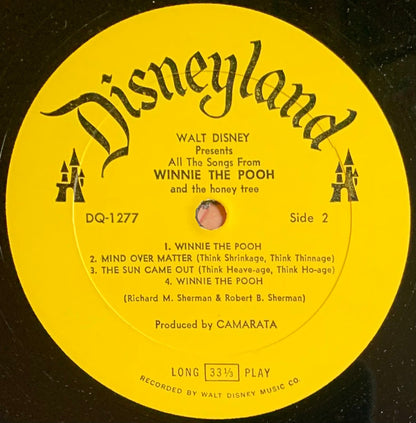 Disneyland
WALT DISNEY
Presents
All The Songs From
WINNIE THE POOH
and the honey tree
DQ-1277 Side 2
1. WINNIE THE POOH
2. MIND OVER MATTER (Think Shrinkage, Think Thinnage)
3. THE SUN CAME OUT (Think Heave-age, Think Ho-age)
4. WINNIE THE POOH
(Richard M. Sherman & Robert B. Sherman)
Produced by CAMARATA
LONG 33⅓ PLAY
RECORDED BY WALT DISNEY MUSIC CO.